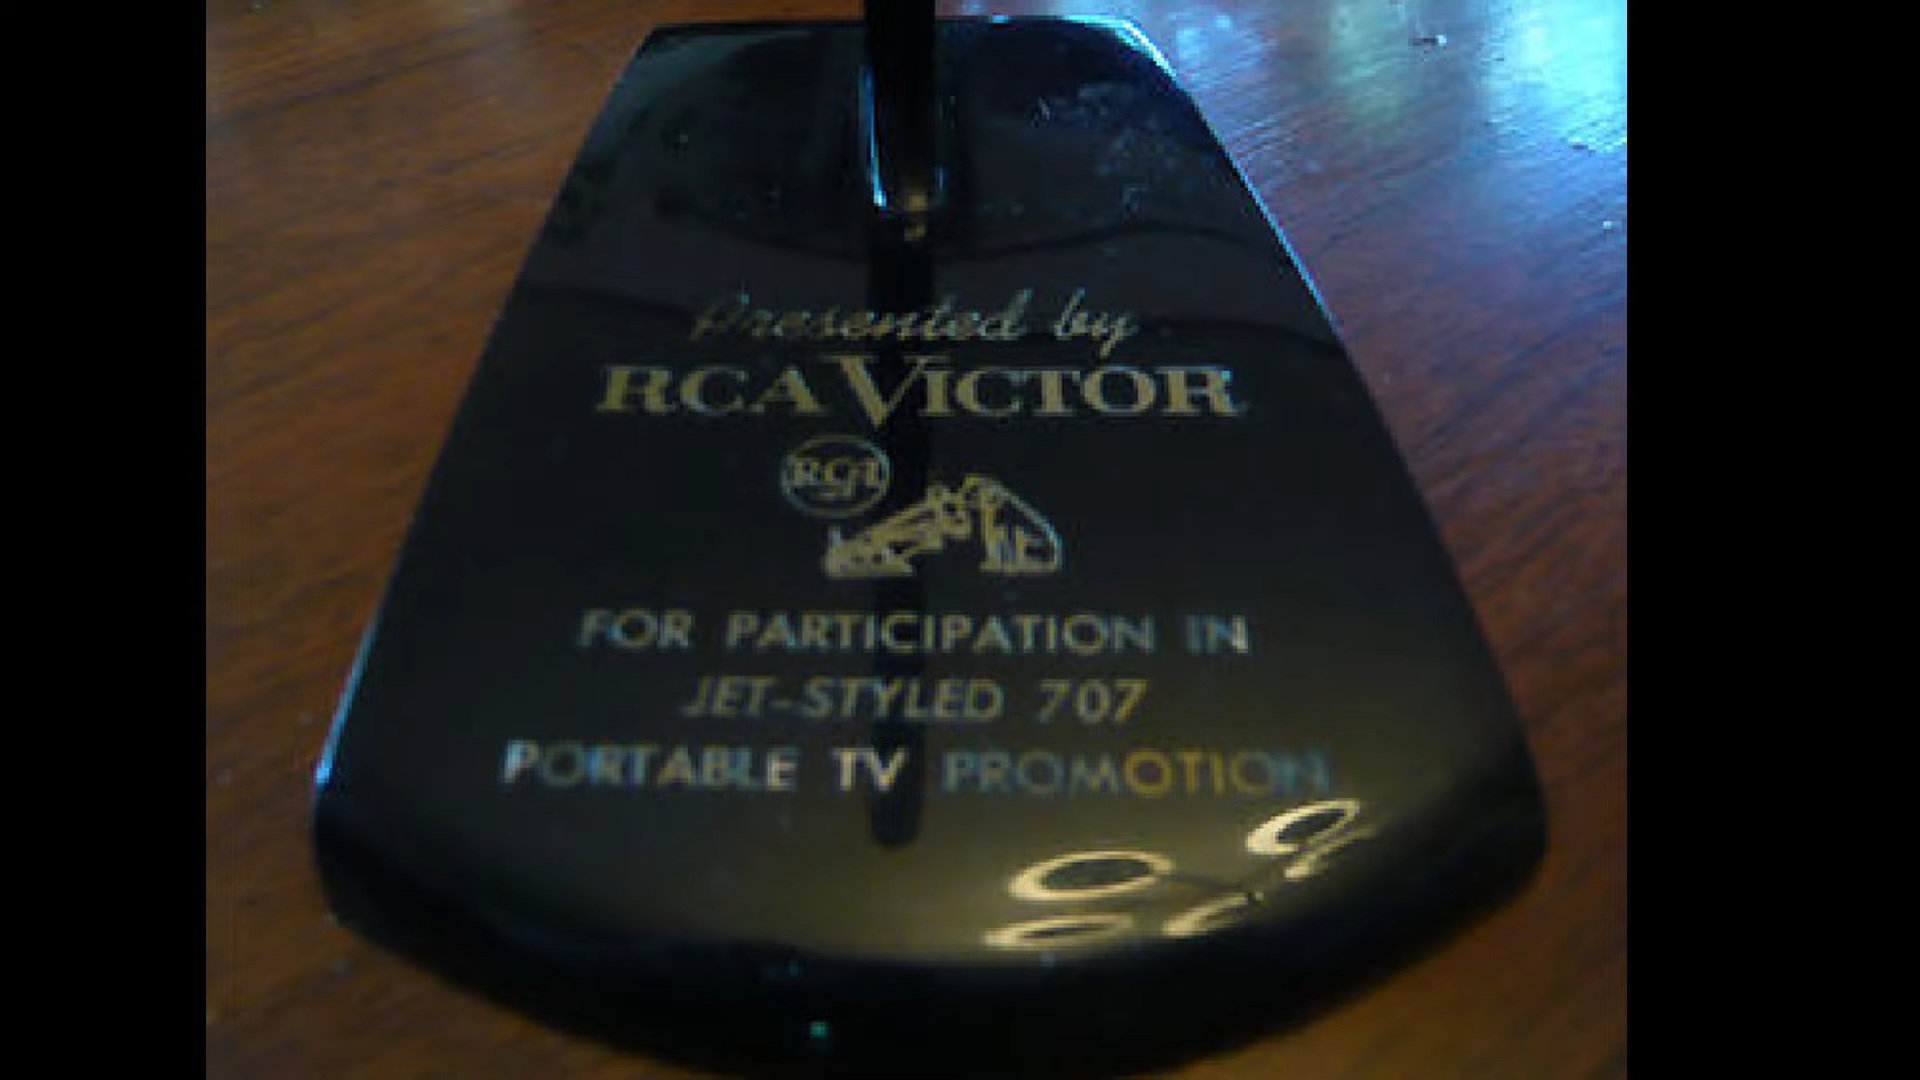 Presented by
RCA VICTOR
RCA
FOR PARTICIPATION IN
JET-STYLED 707
PORTABLE TV PROMOTION